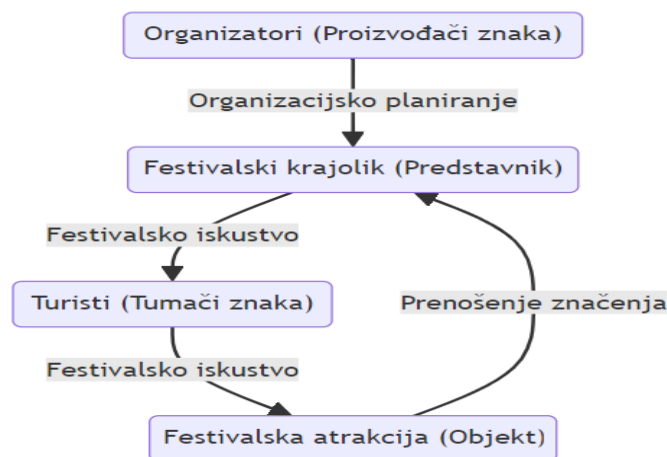 Organizatori (Proizvođači znaka)
Organizacijsko planiranje
Festivalski krajolik (Predstavnik)
Festivalsko iskustvo
Turisti (Tumači znaka)
Prenošenje značenja
Festivalsko iskustvo
Festivalska atrakcija (Objekt)